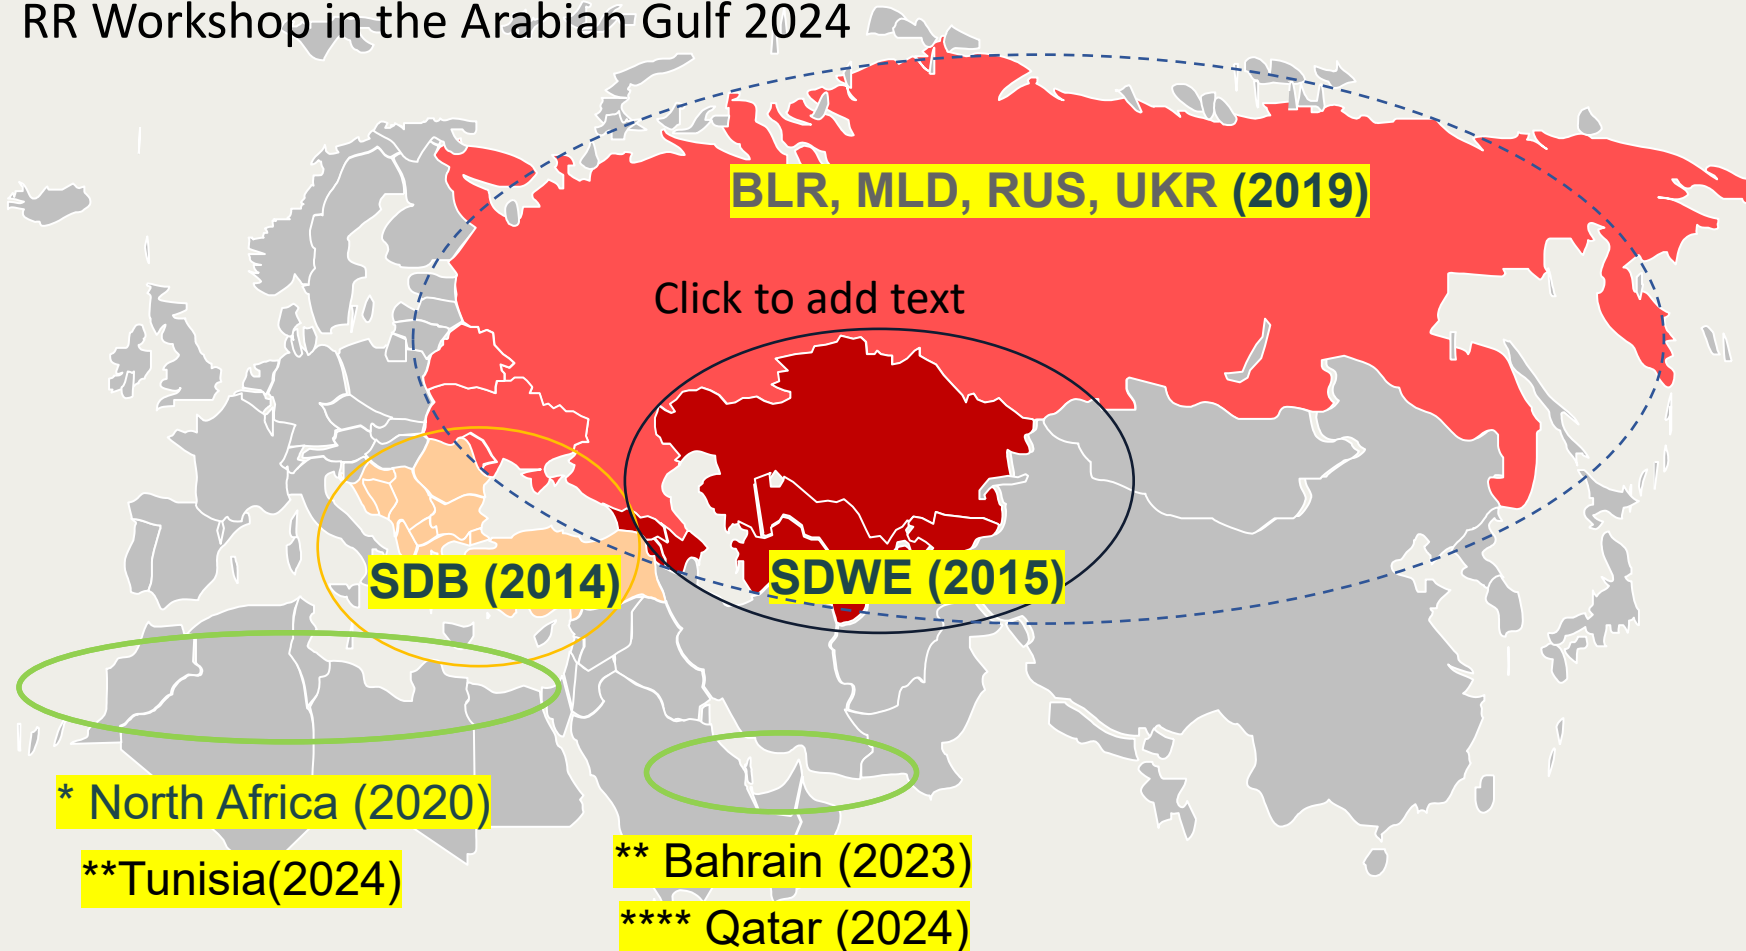 RR Workshop in the Arabian Gulf 2024
BLR, MLD, RUS, UKR (2019)
Click to add text
SDB (2014)
SDWE (2015)
* North Africa (2020)
**Tunisia(2024)
** Bahrain (2023)
**** Qatar (2024)